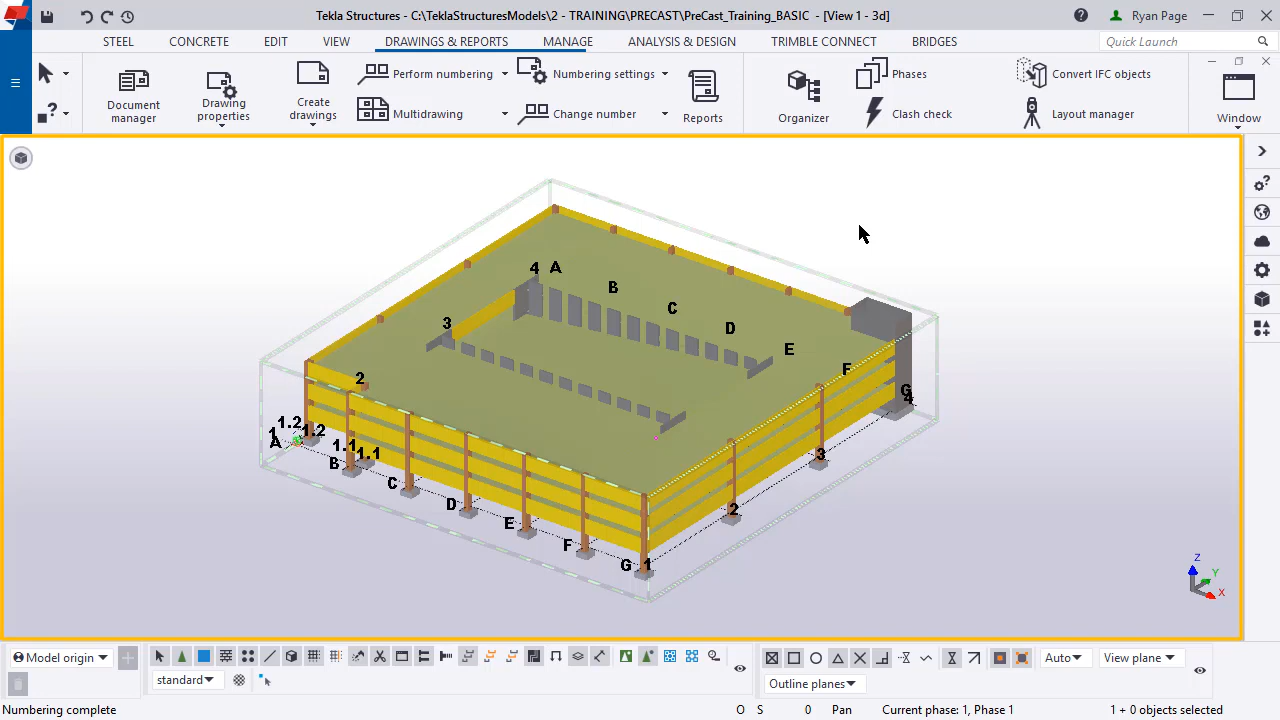 Tekla Structures - C:\TeklaStructuresModels\2 - TRAINING\PRECAST\Precast_Training_BASIC - [View 1 - 3d]
Ryan Page
STEEL CONCRETE EDIT VIEW DRAWINGS & REPORTS MANAGE ANALYSIS & DESIGN TRIMBLE CONNECT BRIDGES
Quick Launch
Document
manager
Drawing
properties
Create
drawings
Perform numbering
Multidrawing
Numbering settings
Change number
Reports
Organizer
Phases
Clash check
Convert IFC objects
Layout manager
Window
4 A
B
C
D
E
F
G
4
3
2
1.2
1
1.2
A
1.1
1.1
B
C
D
E
F
G 1
2
3
Z
Y
X
Model origin
standard
Auto
View plane
Outline planes
Numbering complete
O S 0 Pan Current phase: 1, Phase 1 1 + 0 objects selected